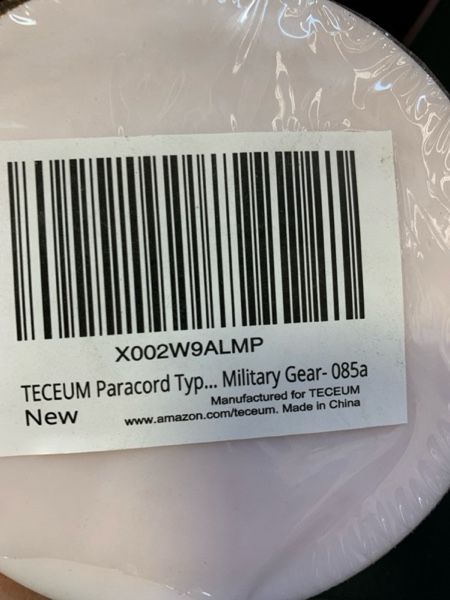 X002W9ALMP
TECEUM Paracord Typ... Military Gear- 085a
New
Manufactured for TECEUM
www.amazon.com/teceum. Made in China